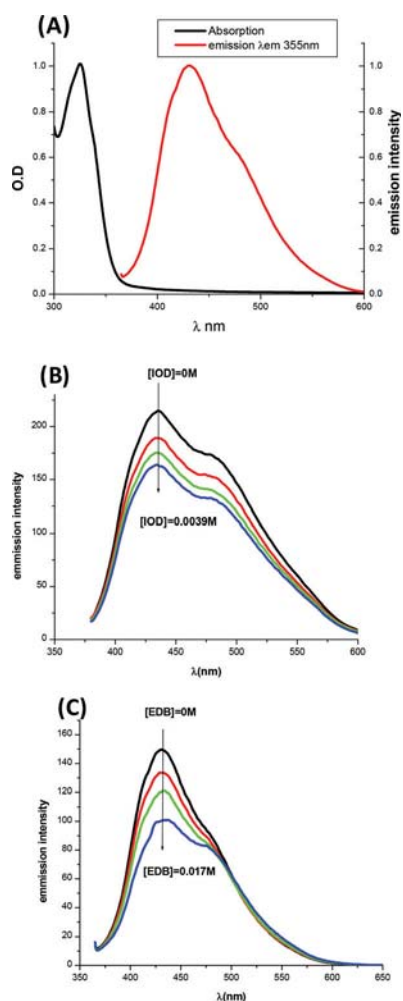 (A)
Absorption
emission λem 355nm
1.0
0.8
0.6
0.4
0.2
0.0
O.D
1.0
0.8
0.6
0.4
0.2
0.0
emission intensity
300 400 500 600
λ nm
(B)
[IOD]=0M
200
150
100
50
0
emmission intensity
[IOD]=0.0039M
350 400 450 500 550 600
λ(nm)
(C)
[EDB]=0M
160
140
120
100
80
60
40
20
0
emmission intensity
[EDB]=0.017M
350 400 450 500 550 600 650
λ(nm)